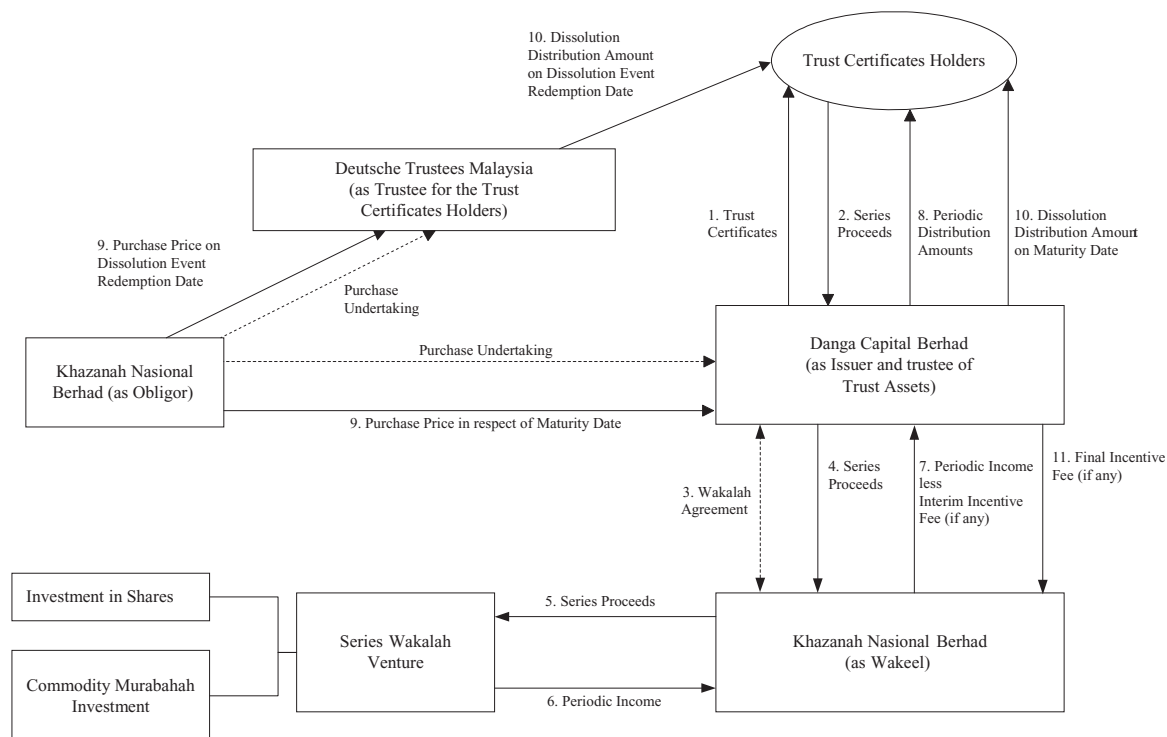 10. Dissolution
Distribution Amount
on Dissolution Event
Redemption Date
Trust Certificates Holders
Deutsche Trustees Malaysia
(as Trustee for the Trust
Certificates Holders)
1. Trust
Certificates
2. Series
Proceeds
8. Periodic
Distribution
Amounts
10. Dissolution
Distribution Amount
on Maturity Date
9. Purchase Price on
Dissolution Event
Redemption Date
Purchase
Undertaking
Khazanah Nasional
Berhad (as Obligor)
Purchase Undertaking
9. Purchase Price in respect of Maturity Date
Danga Capital Berhad
(as Issuer and trustee of
Trust Assets)
3. Wakalah
Agreement
4. Series
Proceeds
7. Periodic Income
less
Interim Incentive
Fee (if any)
11. Final Incentive
Fee (if any)
Investment in Shares
Commodity Murabahah
Investment
Series Wakalah
Venture
5. Series Proceeds
6. Periodic Income
Khazanah Nasional Berhad
(as Wakeel)